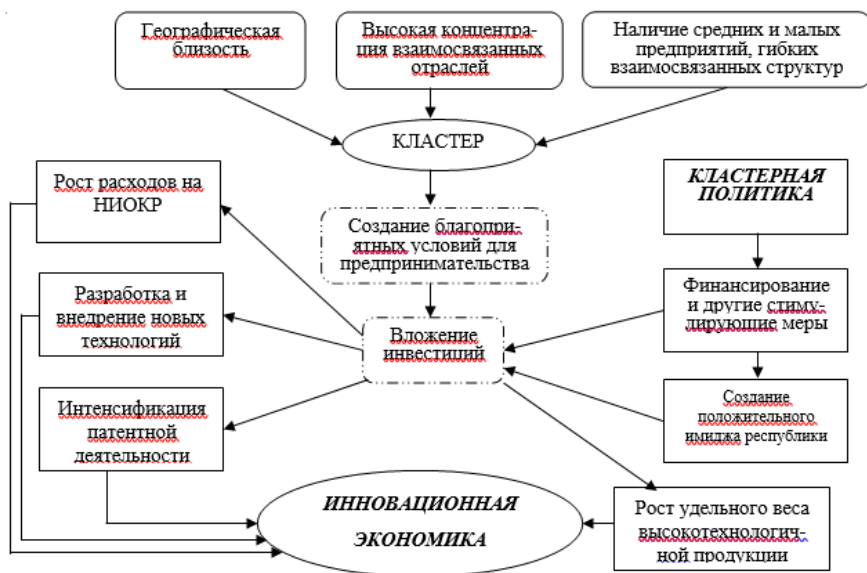 Географическая
близость
Высокая концентра-
ция взаимосвязанных
отраслей
Наличие средних и малых
предприятий, гибких
взаимосвязанных структур
КЛАСТЕР
Рост расходов на
НИОКР
КЛАСТЕРНАЯ
ПОЛИТИКА
Создание благопри-
ятных условий для
предпринимательства
Разработка и
внедрение новых
технологий
Финансирование
и другие стиму-
лирующие меры
Вложение
инвестиций
Интенсификация
патентной
деятельности
Создание
положительного
имиджа республики
ИННОВАЦИОННАЯ
ЭКОНОМИКА
Рост удельного веса
высокотехнологич-
ной продукции